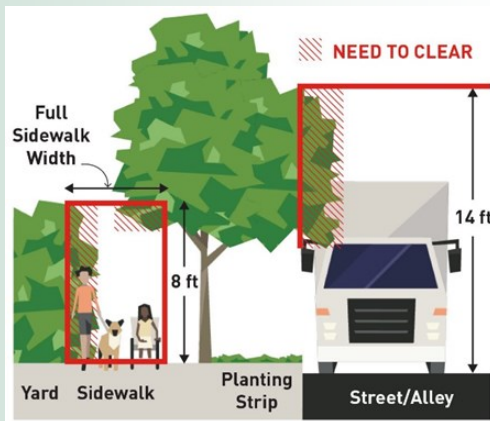 NEED TO CLEAR
Full
Sidewalk
Width
8 ft
14 ft
Yard
Sidewalk
Planting
Strip
Street/Alley